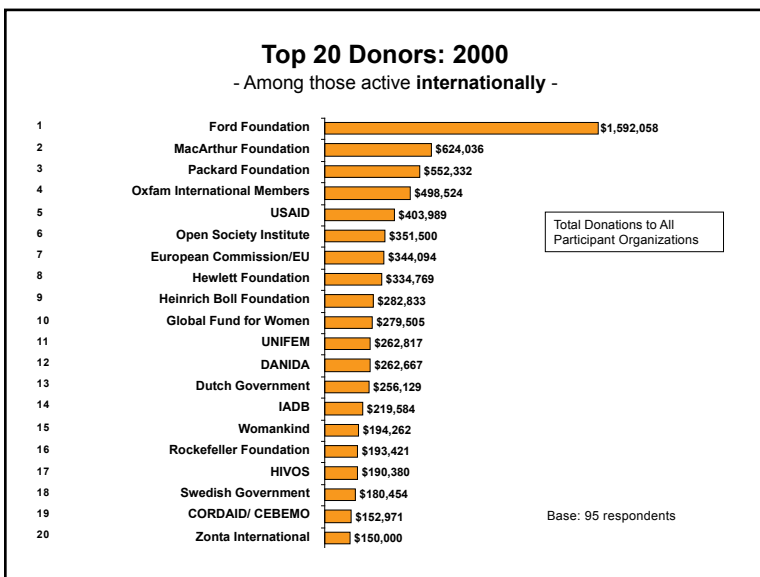 Top 20 Donors: 2000
- Among those active internationally -
1 Ford Foundation $1,592,058
2 MacArthur Foundation $624,036
3 Packard Foundation $552,332
4 Oxfam International Members $498,524
5 USAID $403,989
6 Open Society Institute $351,500
7 European Commission/EU $344,094
8 Hewlett Foundation $334,769
9 Heinrich Boll Foundation $282,833
10 Global Fund for Women $279,505
11 UNIFEM $262,817
12 DANIDA $262,667
13 Dutch Government $256,129
14 IADB $219,584
15 Womankind $194,262
16 Rockefeller Foundation $193,421
17 HIVOS $190,380
18 Swedish Government $180,454
19 CORDAID/ CEBEMO $152,971
20 Zonta International $150,000
Total Donations to All
Participant Organizations
Base: 95 respondents